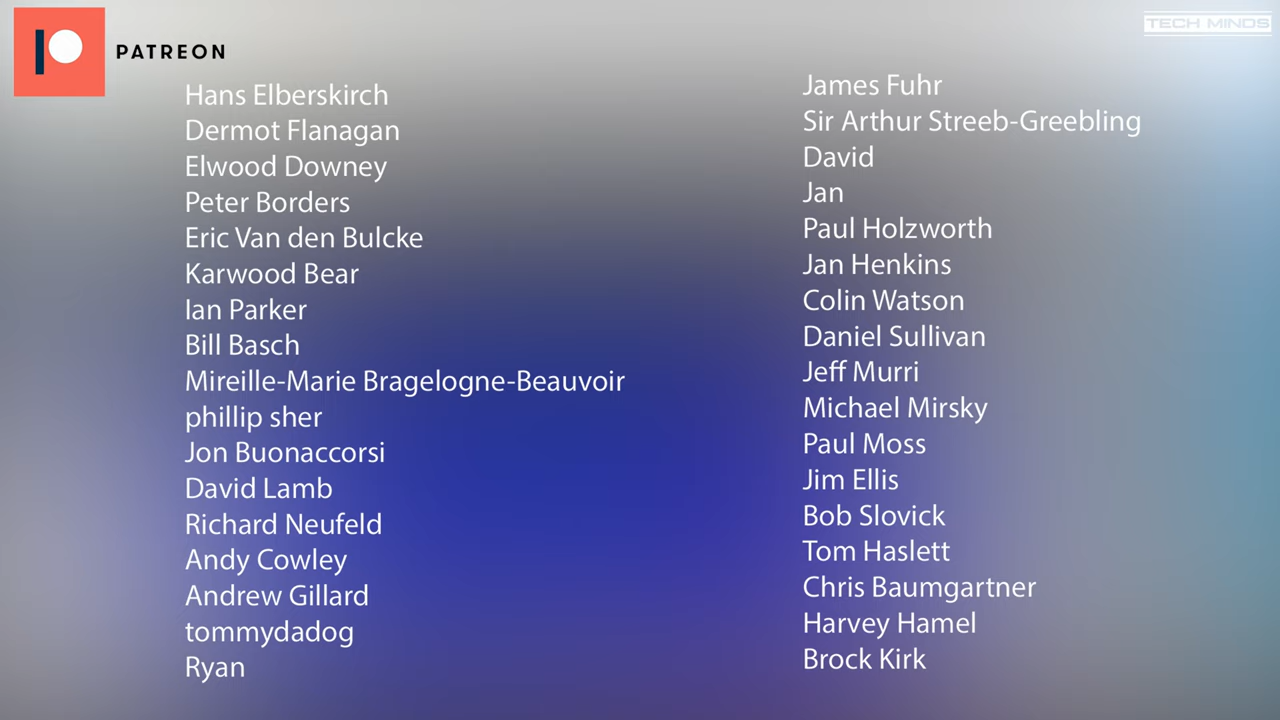 PATREON
TECH MINDS
Hans Elberskirch
Dermot Flanagan
Elwood Downey
Peter Borders
Eric Van den Bulcke
Karwood Bear
Ian Parker
Bill Basch
Mireille-Marie Bragelogne-Beauvoir
phillip sher
Jon Buonaccorsi
David Lamb
Richard Neufeld
Andy Cowley
Andrew Gillard
tommydadog
Ryan
James Fuhr
Sir Arthur Streeb-Greebling
David
Jan
Paul Holzworth
Jan Henkins
Colin Watson
Daniel Sullivan
Jeff Murri
Michael Mirsky
Paul Moss
Jim Ellis
Bob Slovick
Tom Haslett
Chris Baumgartner
Harvey Hamel
Brock Kirk